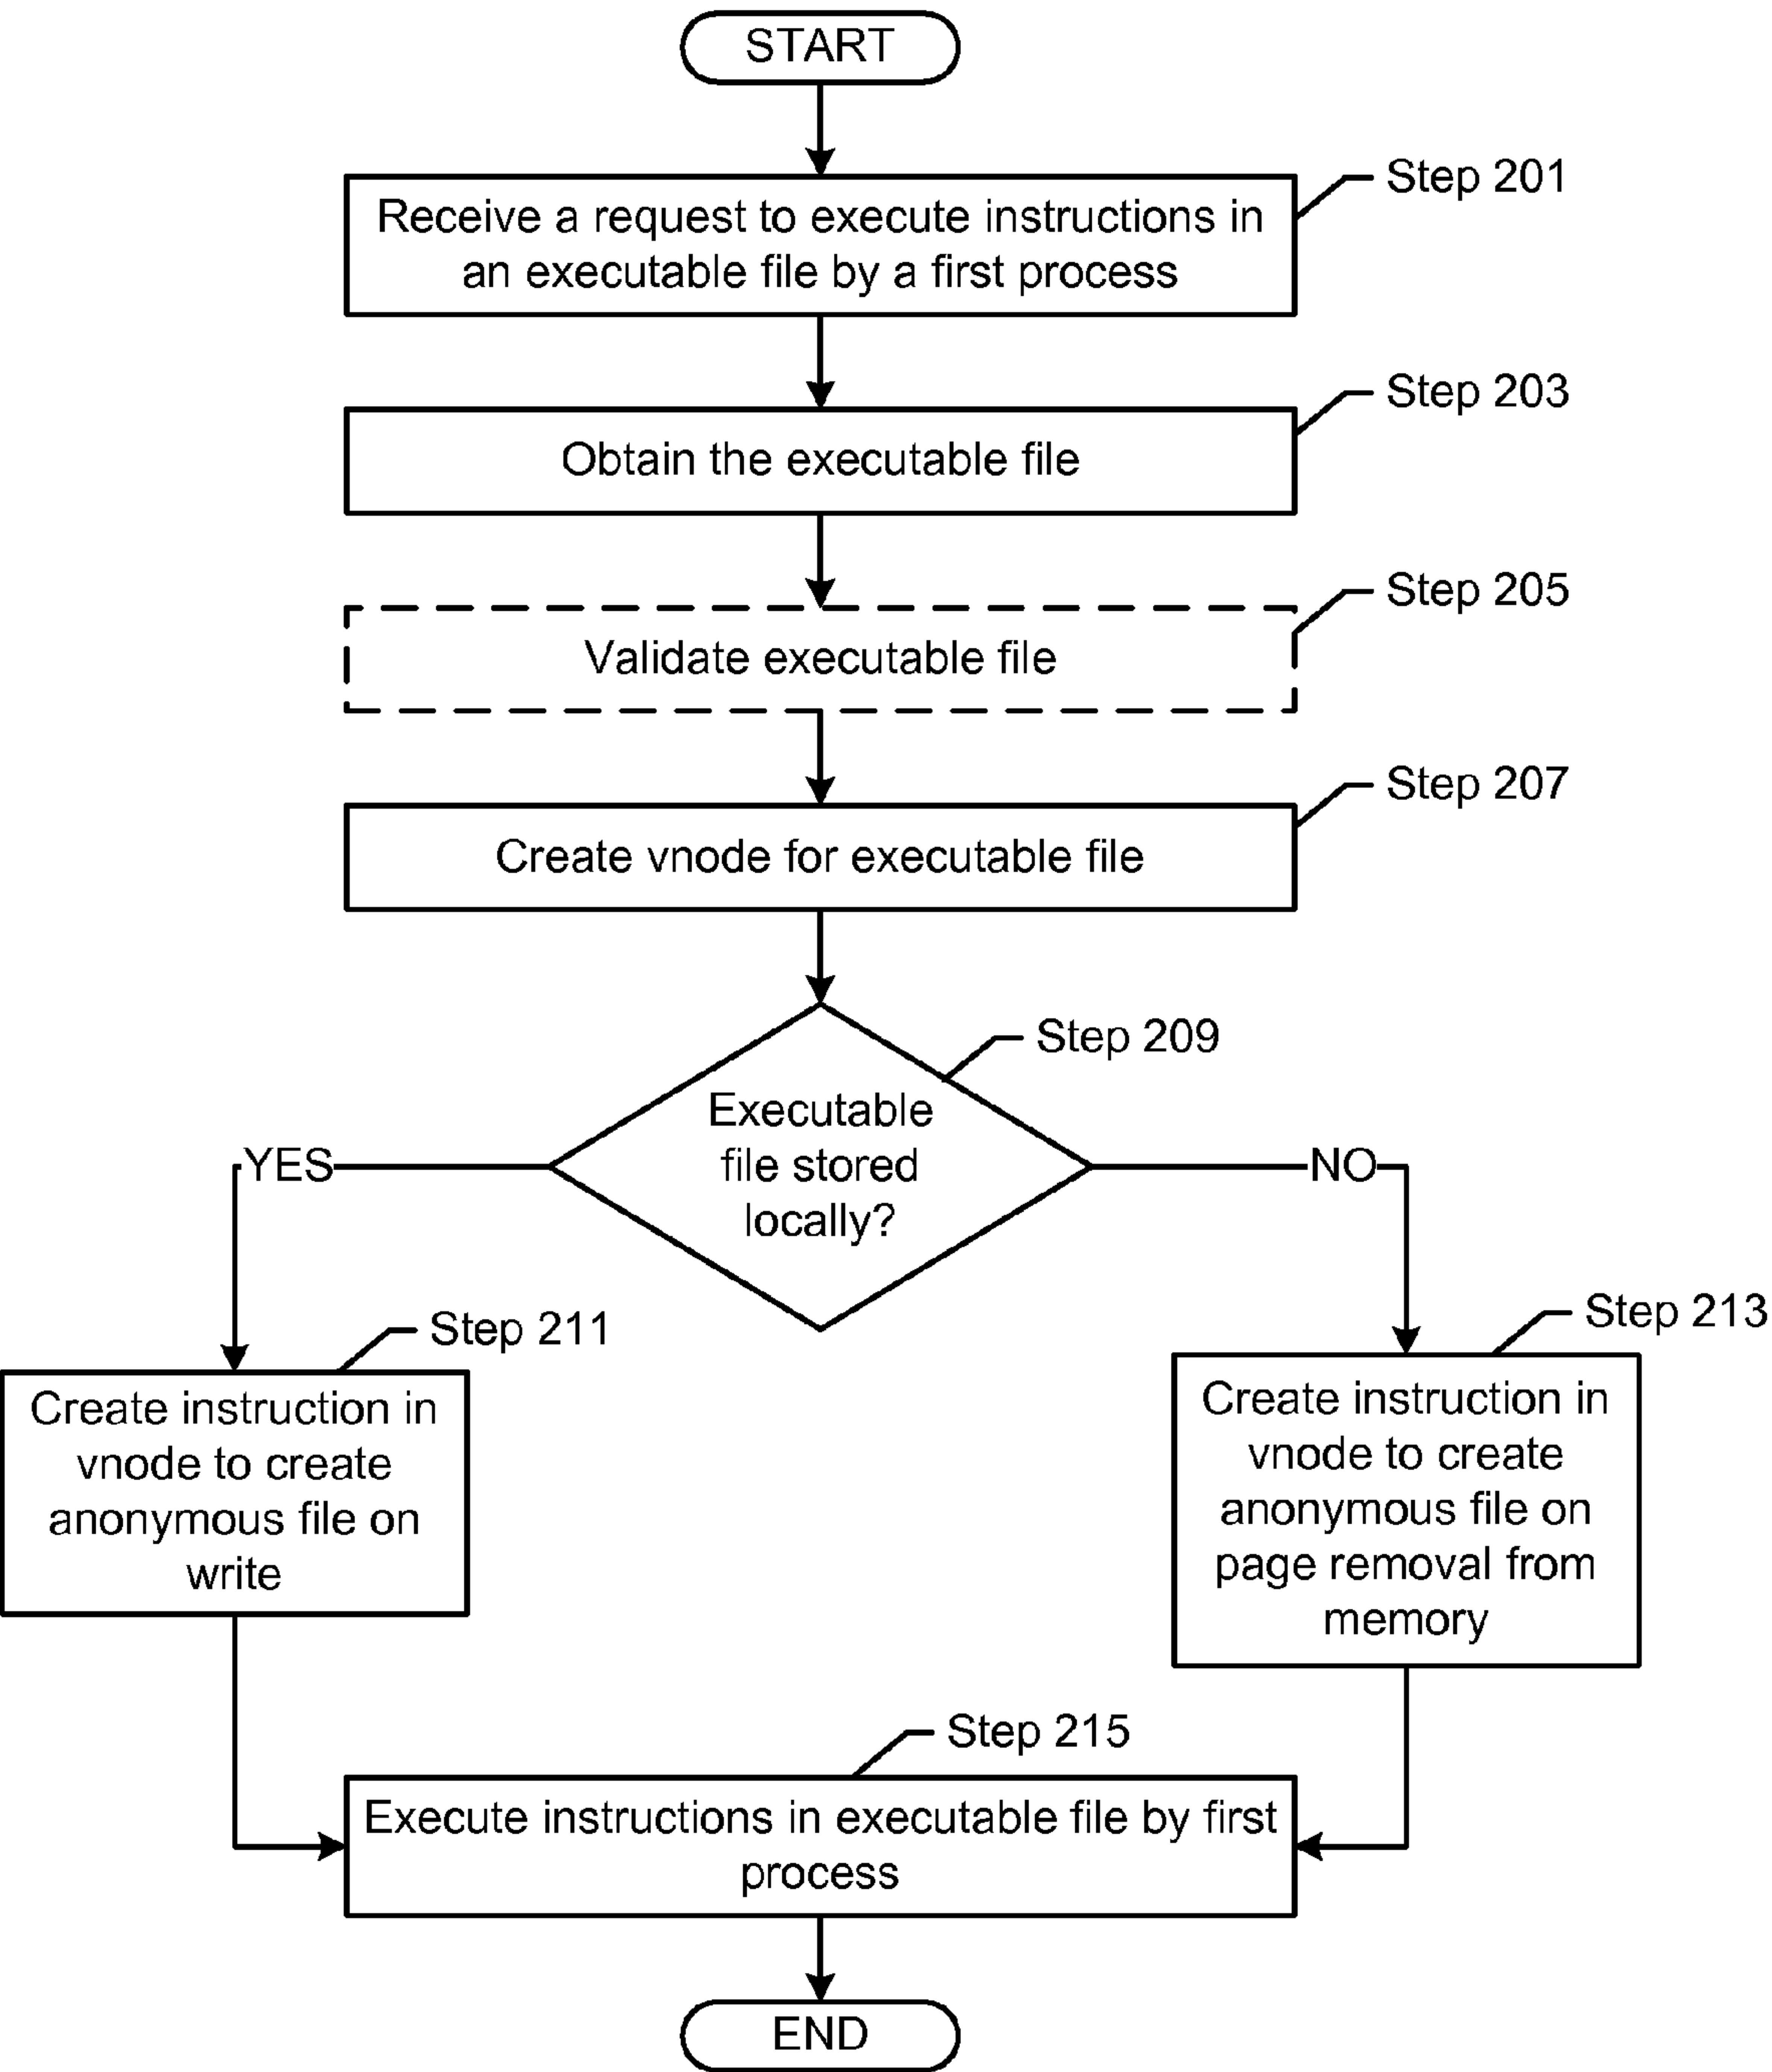 START
Step 201
Receive a request to execute instructions in
an executable file by a first process
Step 203
Obtain the executable file
Step 205
Validate executable file
Step 207
Create vnode for executable file
Step 209
Executable
file stored
locally?
YES
NO
Step 211
Create instruction in
vnode to create
anonymous file on
write
Step 213
Create instruction in
vnode to create
anonymous file on
page removal from
memory
Step 215
Execute instructions in executable file by first
process
END